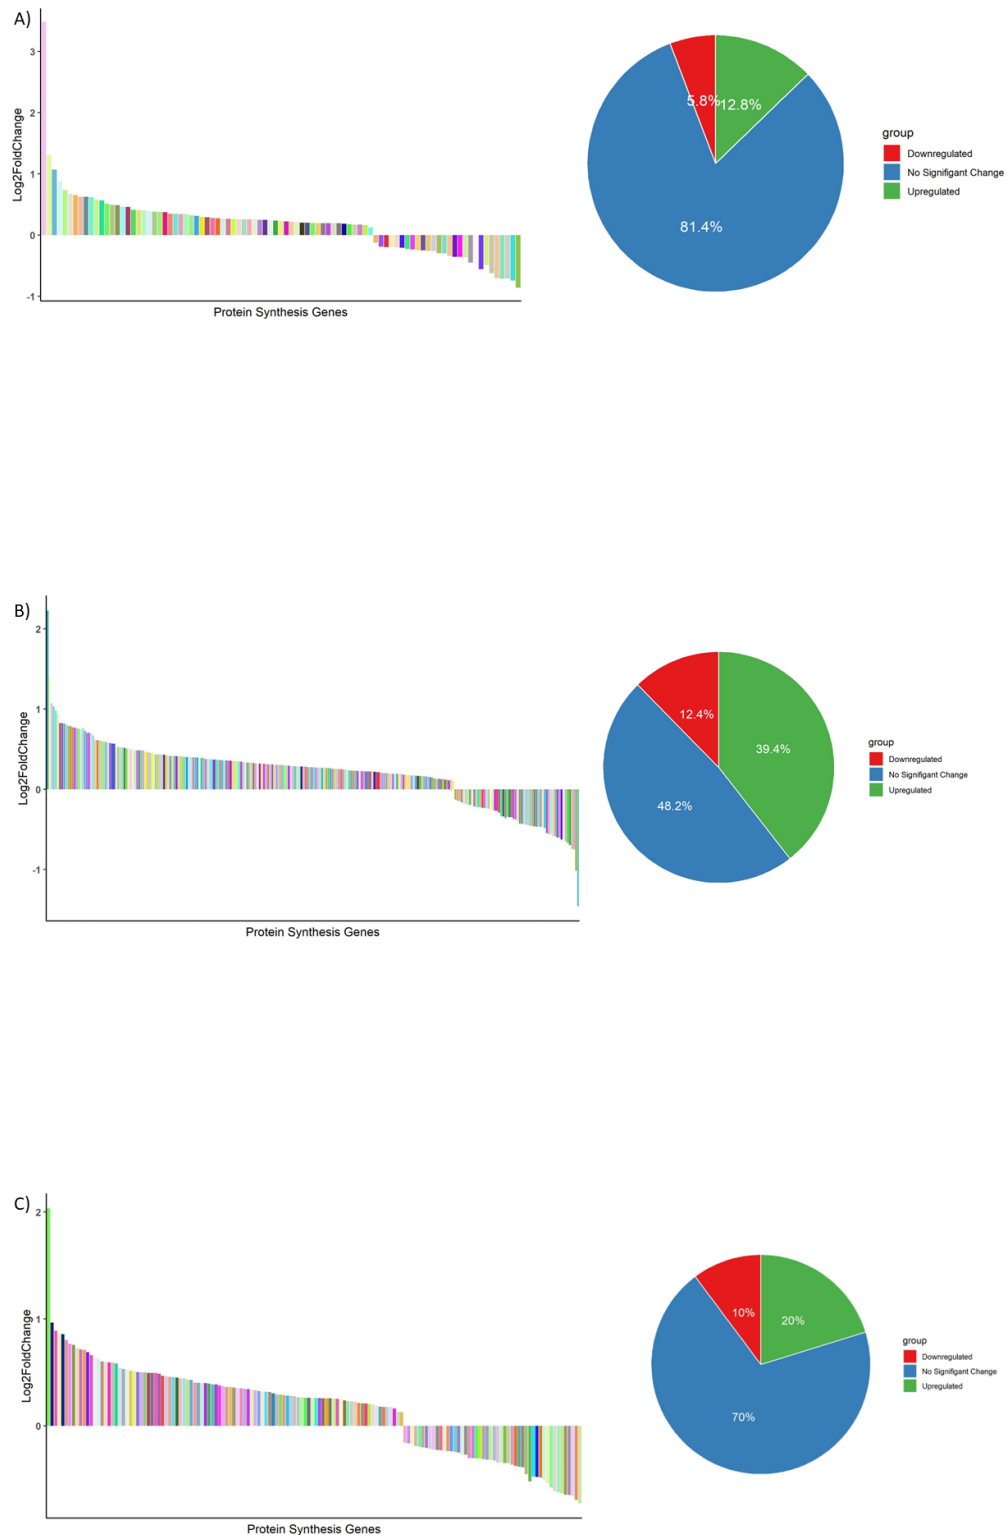 A)
Log2FoldChange
3
2
1
0
-1
Protein Synthesis Genes
5.8%
12.8%
81.4%
group
Downregulated
No Signifigant Change
Upregulated
B)
Log2FoldChange
2
1
0
-1
Protein Synthesis Genes
12.4%
39.4%
48.2%
group
Downregulated
No Signifigant Change
Upregulated
C)
Log2FoldChange
2
1
0
Protein Synthesis Genes
10%
20%
70%
group
Downregulated
No Signifigant Change
Upregulated